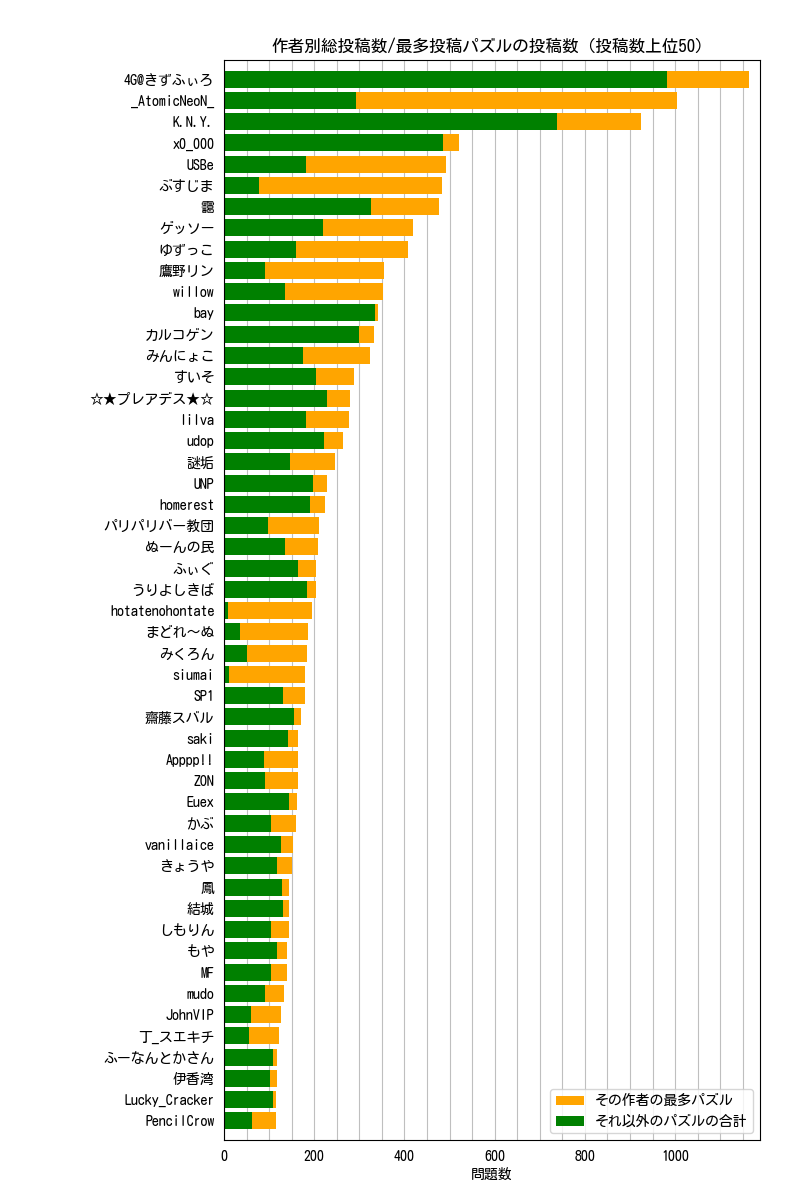 作者別総投稿数/最多投稿パズルの投稿数 (投稿数上位50)
4G@きずふぃろ
_AtomicNeoN_
K.N.Y.
x0_000
USBe
ぶすじま
ゲッソー
ゆずっこ
鷹野リン
willow
bay
カルコゲン
みんにょこ
すいそ
☆★プレアデス★☆
lilva
udop
謎垢
UNP
homerest
パリパリバー教団
ぬーんの民
ふぃぐ
うりよしきば
hotatenohontate
まどれ～ぬ
みくろん
siumai
SP1
齋藤スバル
saki
ZON
Euex
かぶ
vanillaice
きょうや
鳳
結城
しもりん
もや
MF
mudo
JohnVIP
丁_スエキチ
ふーなんとかさん
伊香湾
Lucky_Cracker
PencilCrow
その作者の最多パズル
それ以外のパズルの合計
0 200 400 600 800 1000
問題数